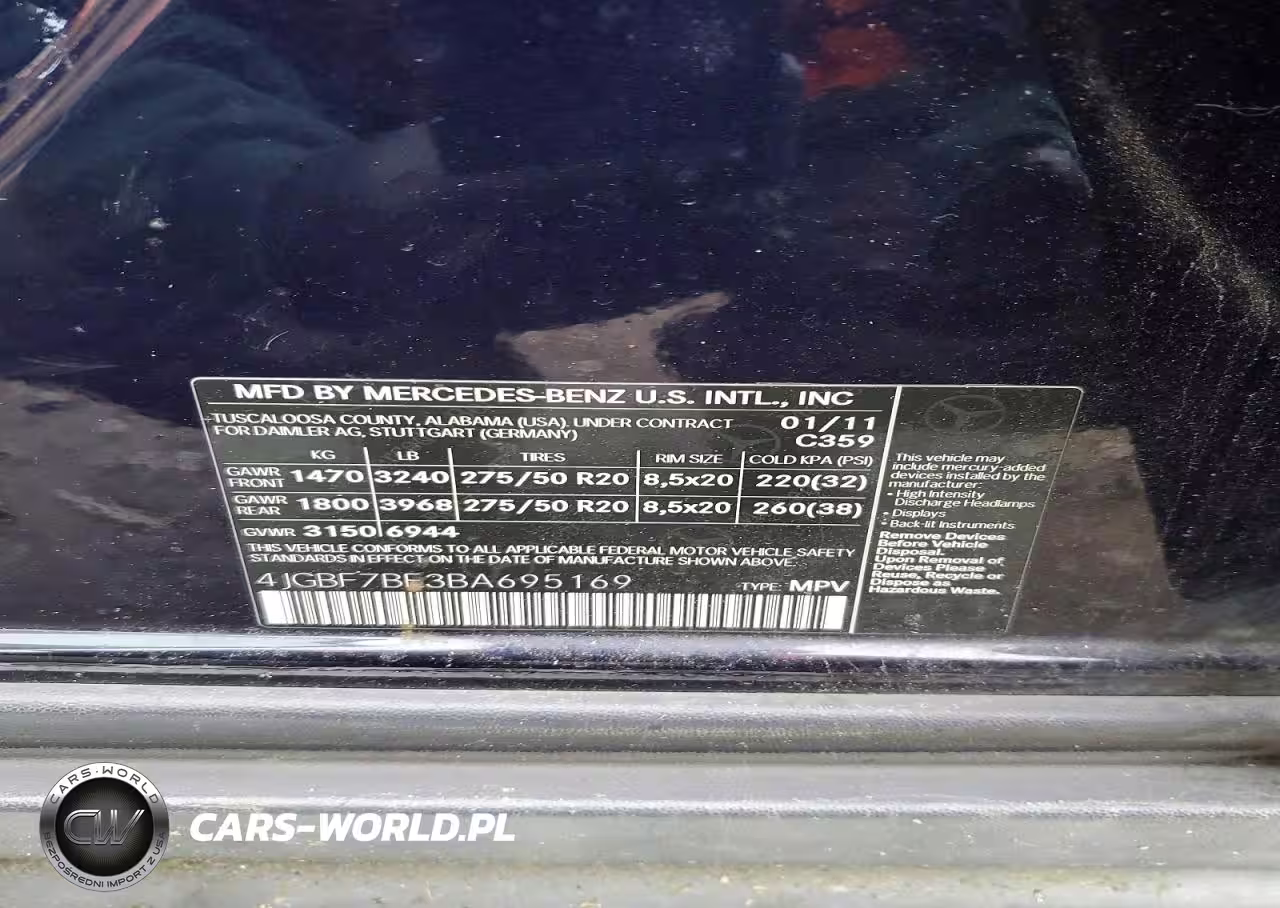 MFD BY MERCEDES-BENZ U.S. INTL., INC
TUSCALOOSA COUNTY, ALABAMA (USA), UNDER CONTRACT 01/11
FOR DAIMLER AG, STUTTGART (GERMANY) C359
KG LB TIRES RIM SIZE COLD KPA (PSI)
GAWR FRONT 1470 3240 275/50 R20 8,5x20 220(32)
GAWR REAR 1800 3968 275/50 R20 8,5x20 260(38)
GVWR 3150 6944
THIS VEHICLE CONFORMS TO ALL APPLICABLE FEDERAL MOTOR VEHICLE SAFETY
STANDARDS IN EFFECT ON THE DATE OF MANUFACTURE SHOWN ABOVE.
4JGBF7BE3BA695169 TYPE: MPV
This vehicle may
include mercury-added
devices installed by the
manufacturer:
• High Intensity
Discharge Headlamps
• Displays
• Back-lit Instruments
Remove Devices
Before Vehicle
Disposal.
Upon Removal of
Devices Please
Reuse, Recycle or
Dispose as
Hazardous Waste.
CARS-WORLD
CW
BEZPOŚREDNI IMPORT Z USA
CARS-WORLD.PL